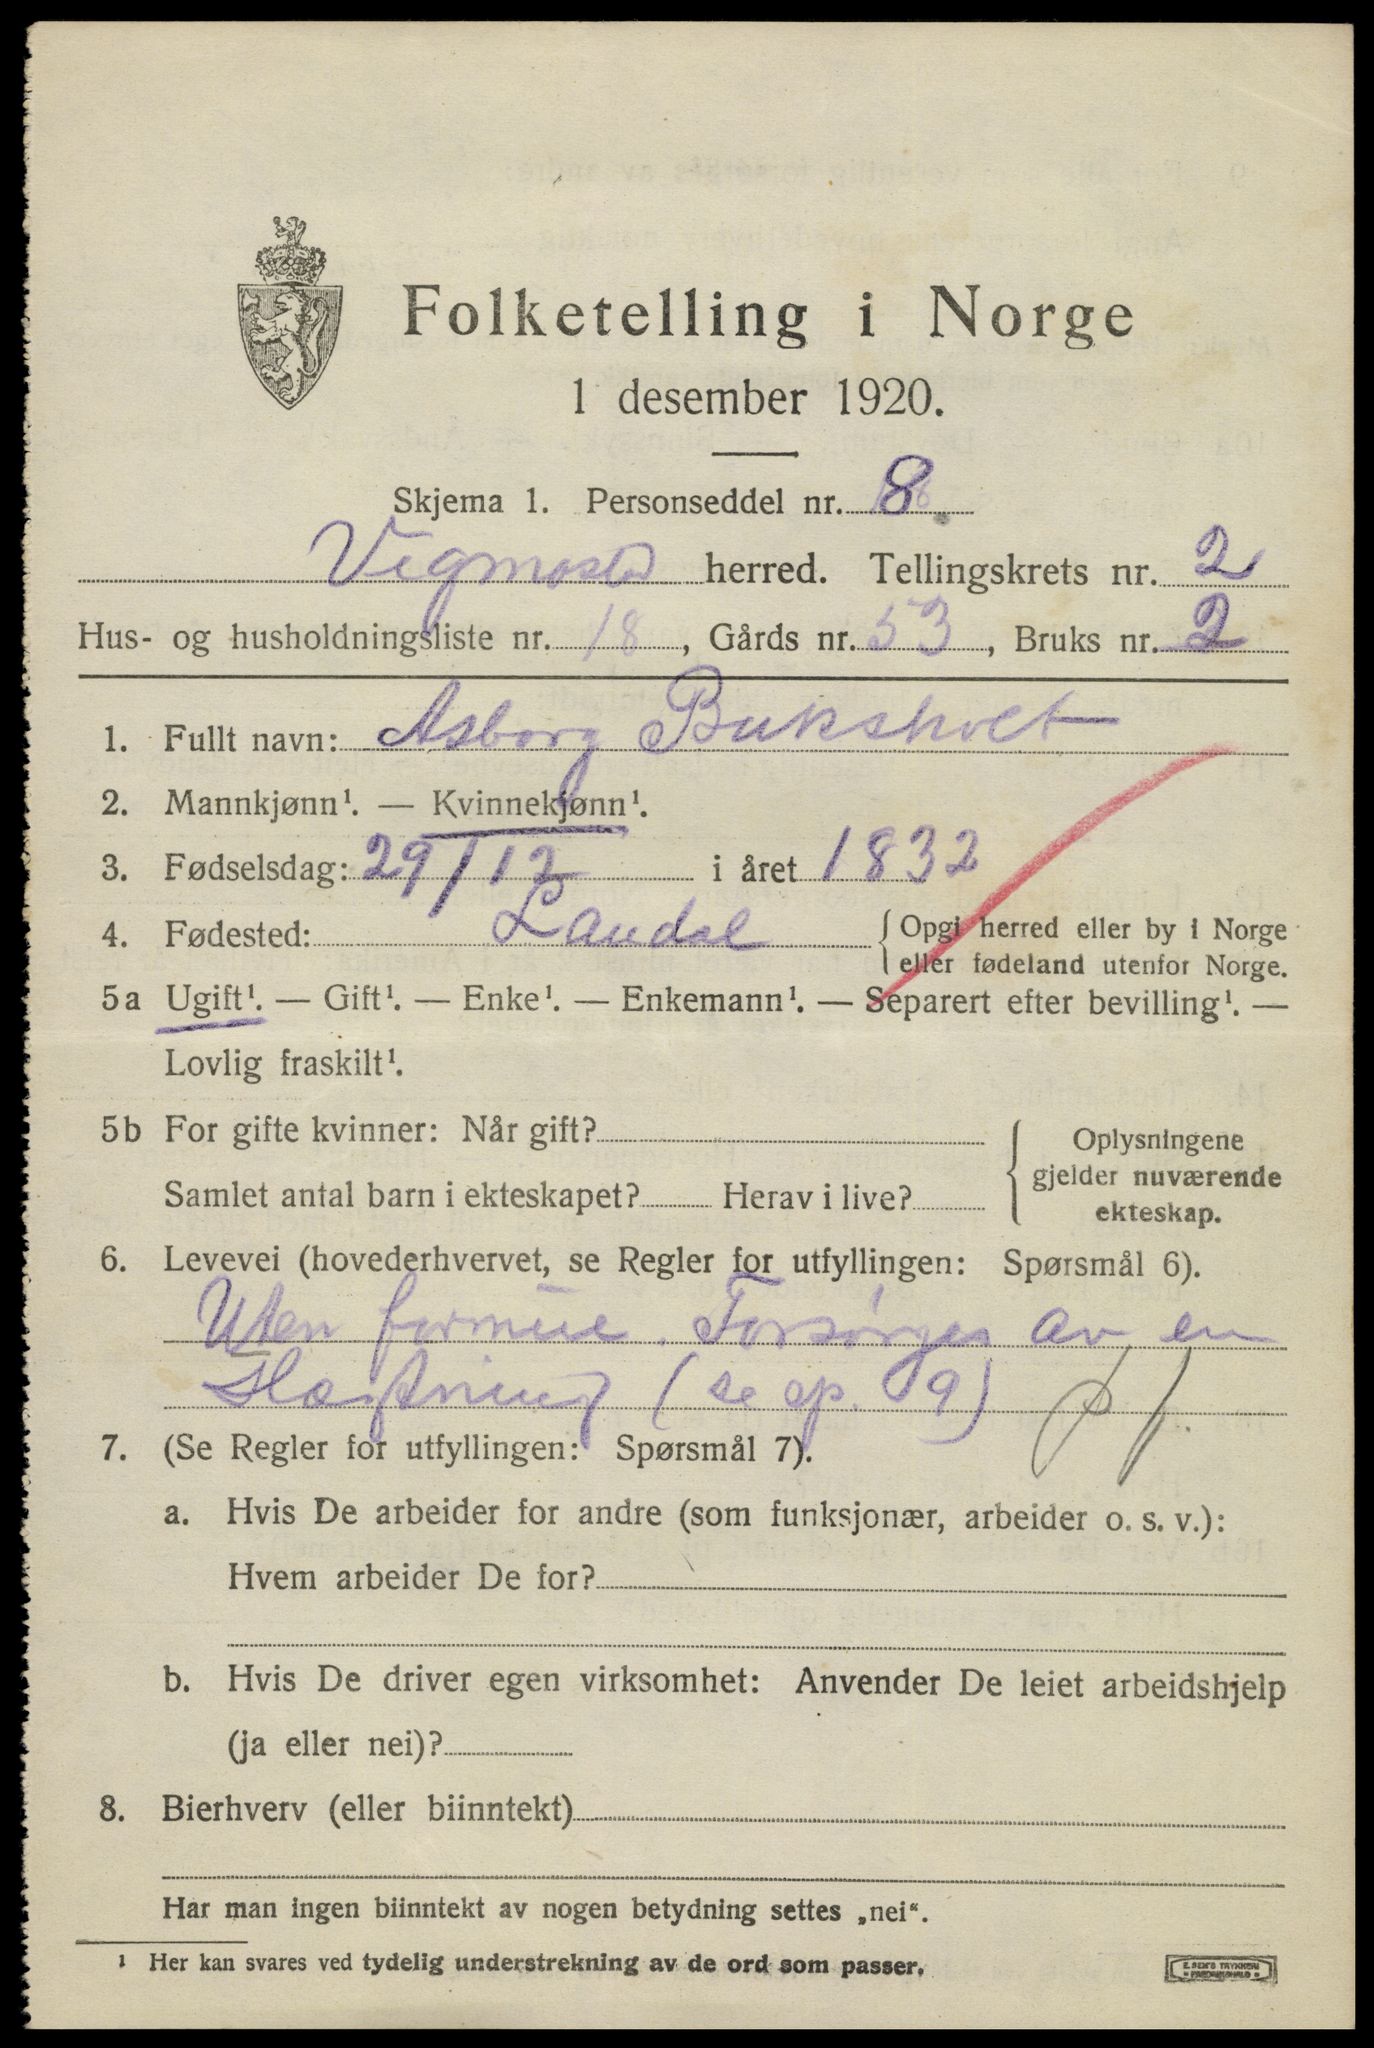 Folketelling i Norge
1 desember 1920.
Skjema 1. Personseddel nr. 8
Vegmosta herred. Tellingskrets nr. 2
Hus- og husholdningsliste nr. 18, Gårds nr. 53, Bruks nr. 2
1. Fullt navn: Asborg Buksholt
2. Mannkjønn¹. — Kvinnekjønn¹.
3. Fødselsdag: 29/12 i året 1832
4. Fødested: Laudal { Opgi herred eller by i Norge
eller fødeland utenfor Norge.
5a Ugift¹. — Gift¹. — Enke¹. — Enkemann¹. — Separert efter bevilling¹. —
Lovlig fraskilt¹.
5b For gifte kvinner: Når gift?
Samlet antal barn i ekteskapet? Herav i live?
Oplysningene
gjelder nuværende
ekteskap.
6. Levevei (hovederhvervet, se Regler for utfyllingen: Spørsmål 6).
Uten formue. Forsørges av en
Slægtning (se sp. 9)
7. (Se Regler for utfyllingen: Spørsmål 7).
a. Hvis De arbeider for andre (som funksjonær, arbeider o. s. v.):
Hvem arbeider De for?
b. Hvis De driver egen virksomhet: Anvender De leiet arbeidshjelp
(ja eller nei)?
8. Bierhverv (eller biinntekt)
Har man ingen biinntekt av nogen betydning settes „nei“.
¹ Her kan svares ved tydelig understrekning av de ord som passer.